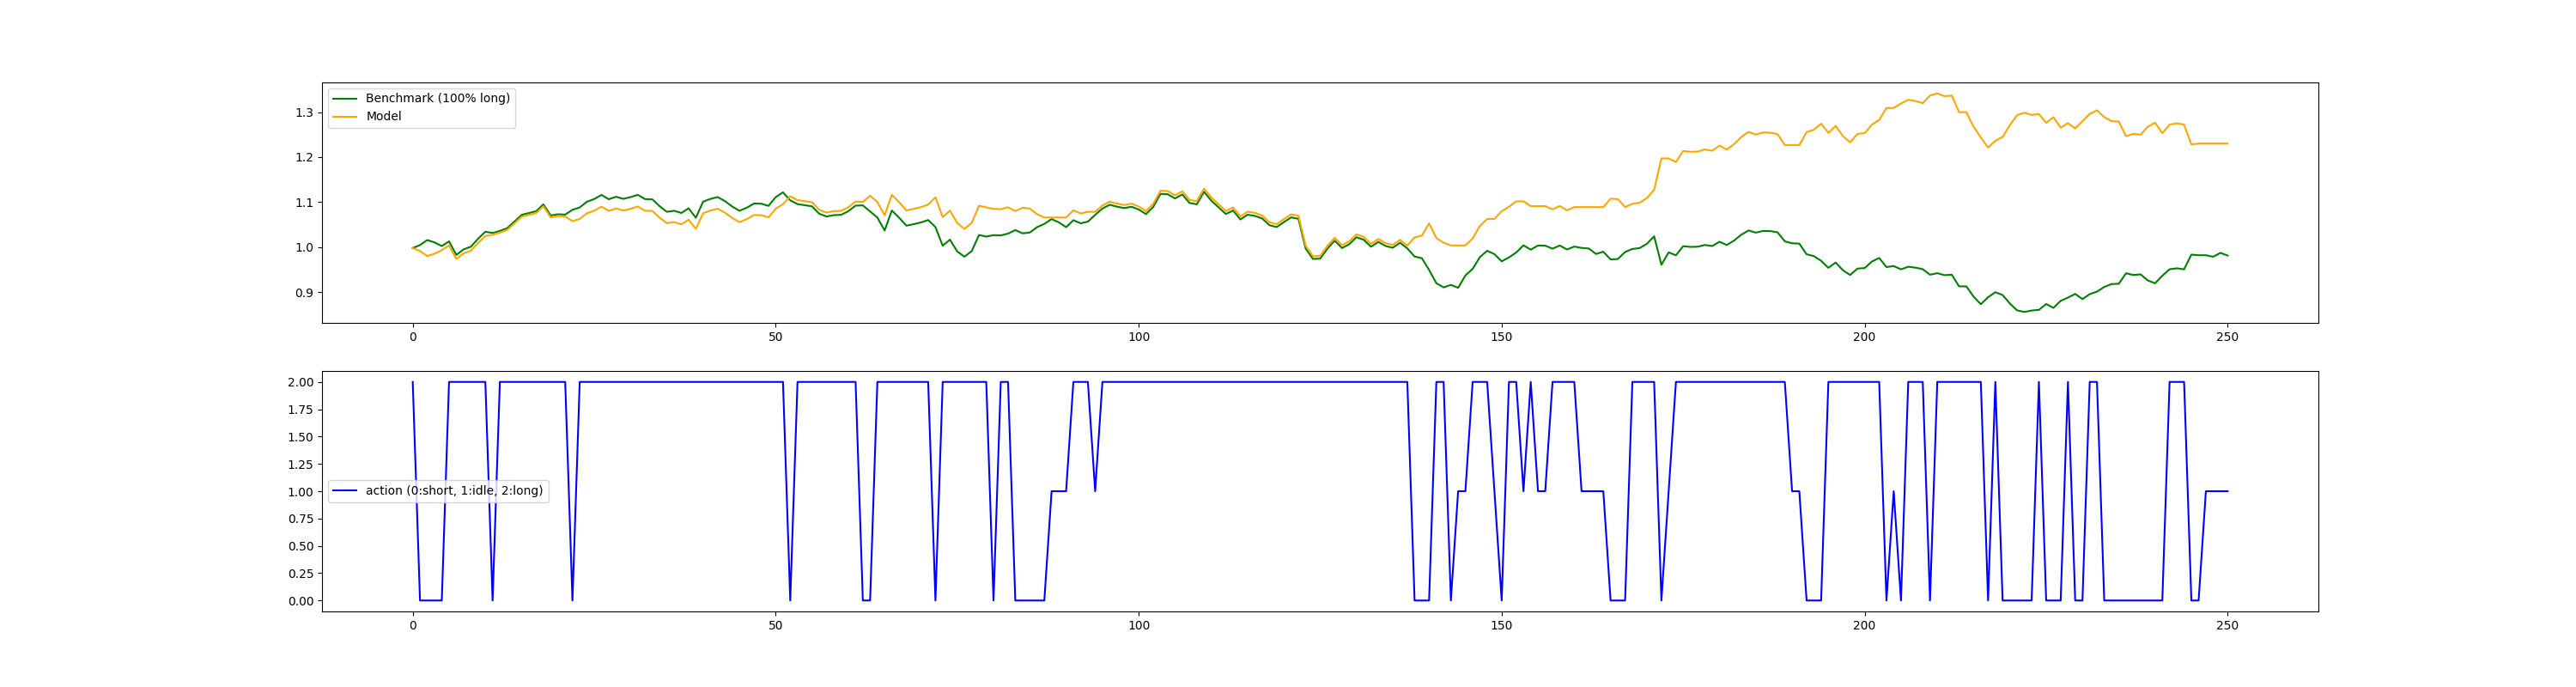 Benchmark (100% long)
Model
1.3
1.2
1.1
1.0
0.9
0 50 100 150 200 250
2.00
1.75
1.50
1.25
1.00
0.75
0.50
0.25
0.00
action (0:short, 1:idle, 2:long)
0 50 100 150 200 250